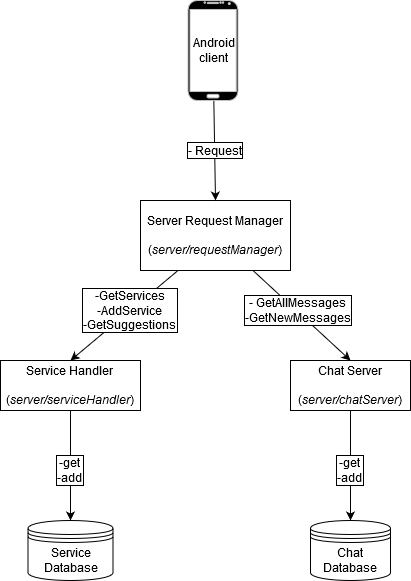 Android
client
- Request
Server Request Manager
(server/requestManager)
-GetServices
-AddService
-GetSuggestions
- GetAllMessages
-GetNewMessages
Service Handler
(server/serviceHandler)
Chat Server
(server/chatServer)
-get
-add
-get
-add
Service
Database
Chat
Database